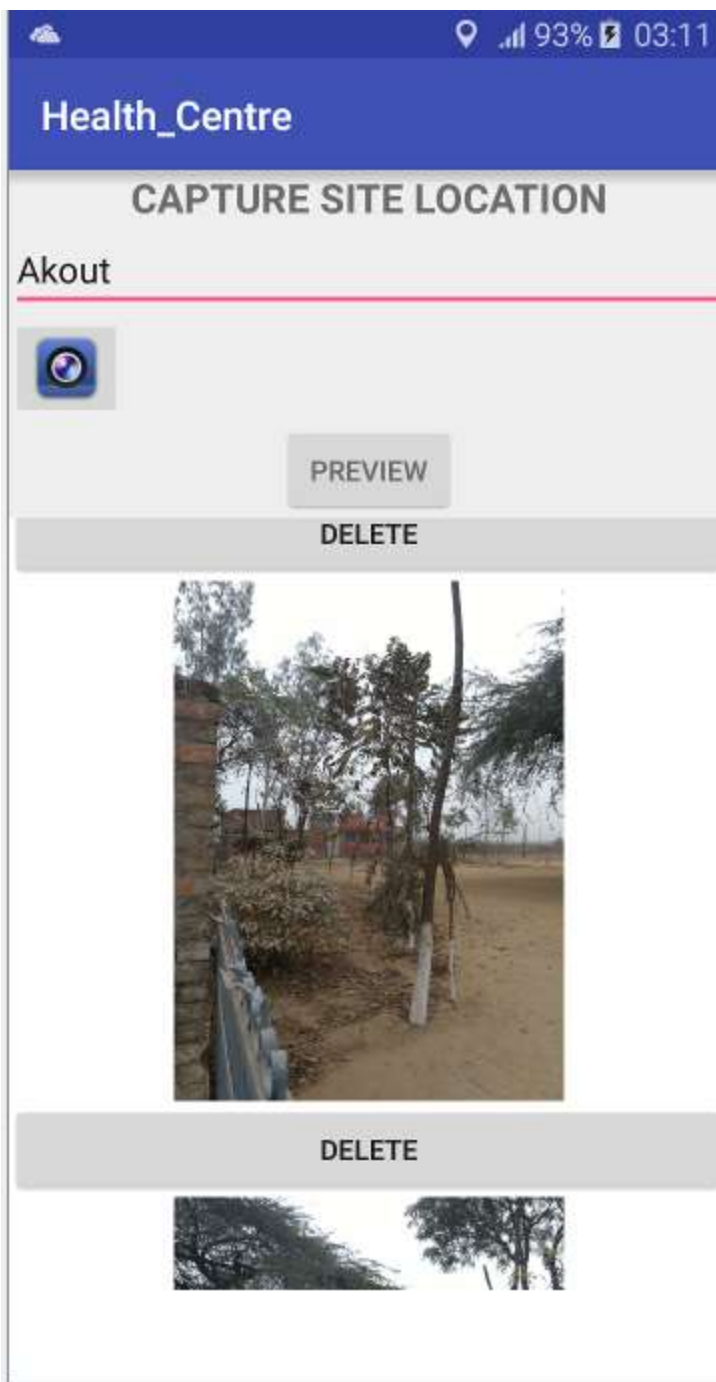 93% 03:11
Health_Centre
CAPTURE SITE LOCATION
Akout
PREVIEW
DELETE
DELETE